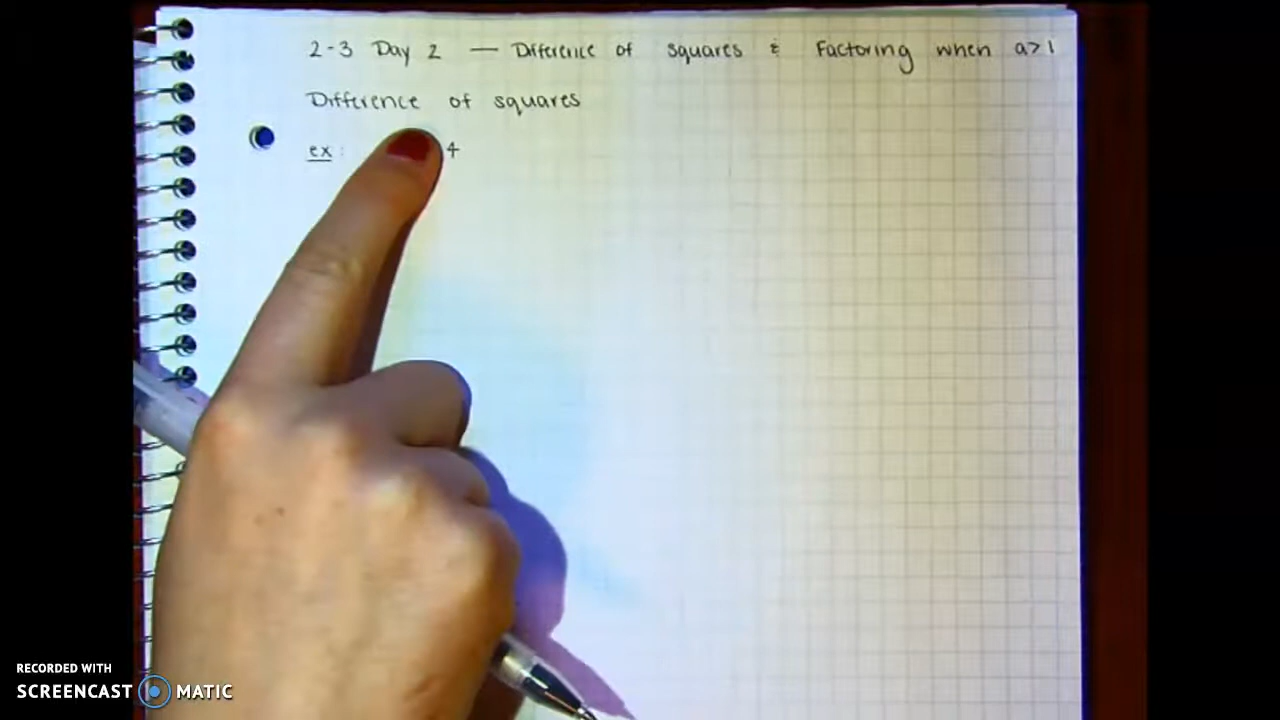 2-3 Day 2 — Difference of squares & Factoring when a>1
Difference of squares
ex: 4
RECORDED WITH
SCREENCAST MATIC